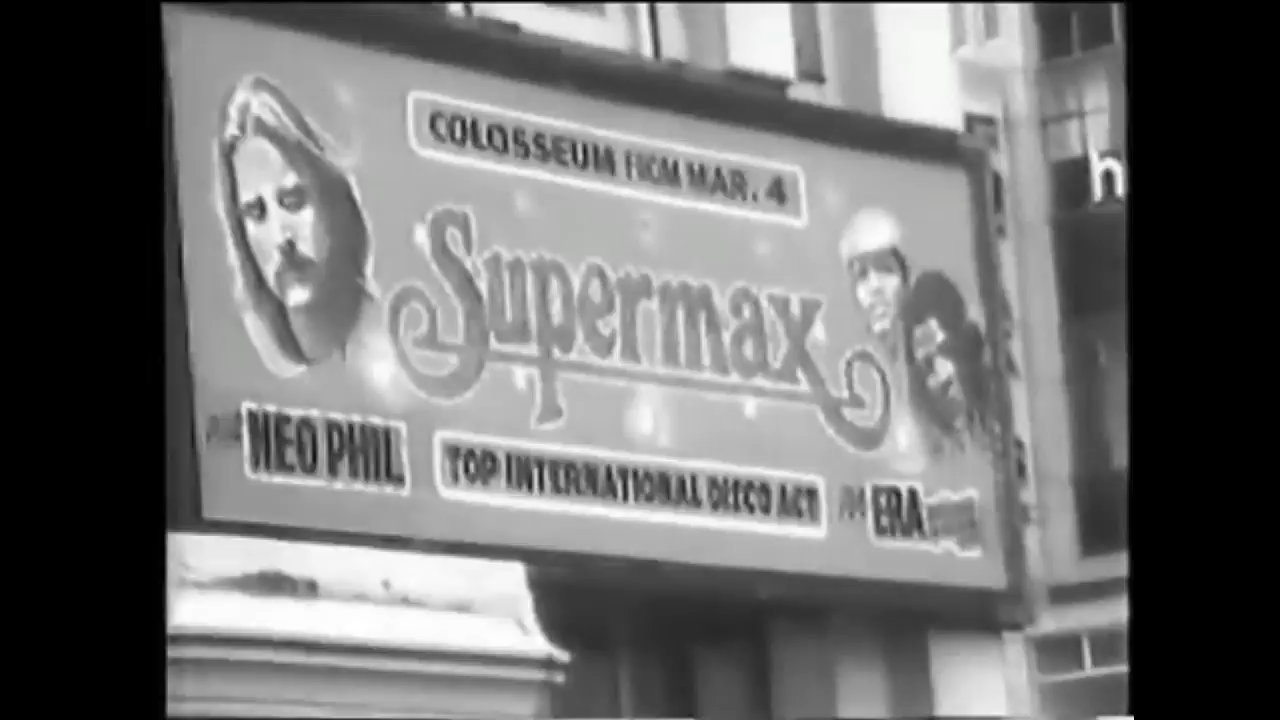 COLOSSEUM FROM MAR. 4
Supermax
NEO PHIL
TOP INTERNATIONAL DISCO ACT
ERA
h